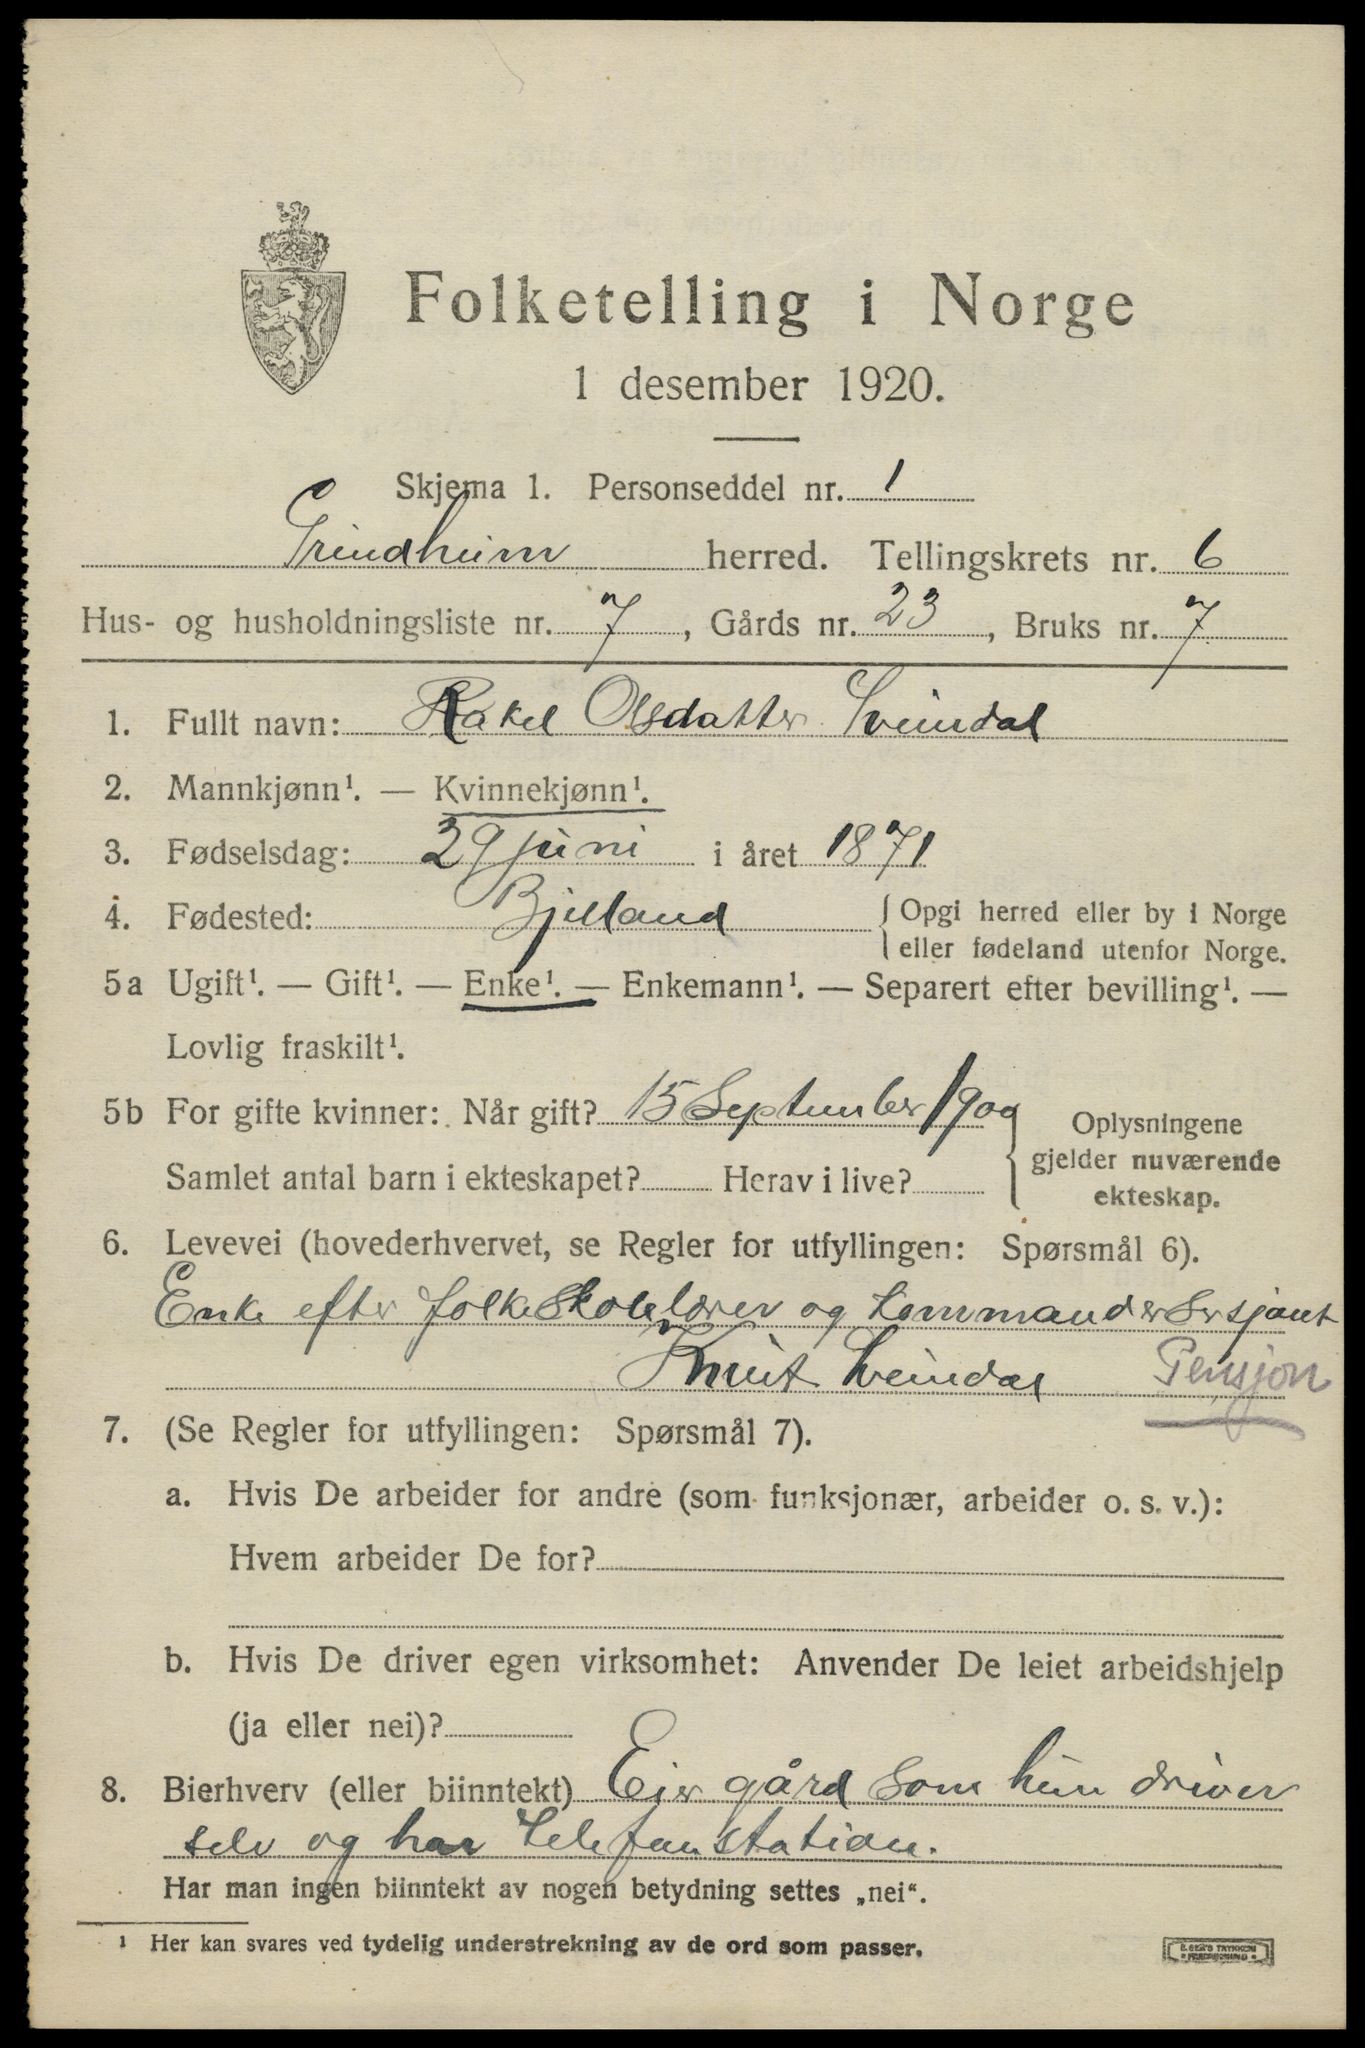 Folketelling i Norge
1 desember 1920.
Skjema 1. Personseddel nr. 1
Grindheim herred. Tellingskrets nr. 6
Hus- og husholdningsliste nr. 7, Gårds nr. 23, Bruks nr. 7
1. Fullt navn: Rakel Olsdatter Sveindal
2. Mannkjønn¹. — Kvinnekjønn¹.
3. Fødselsdag: 29 juni i året 1871
4. Fødested: Bjelland { Opgi herred eller by i Norge
eller fødeland utenfor Norge.
5a Ugift¹. — Gift¹. — Enke¹. — Enkemann¹. — Separert efter bevilling¹. —
Lovlig fraskilt¹.
5b For gifte kvinner: Når gift? 15 September 1900
Samlet antal barn i ekteskapet? Herav i live?
Oplysningene
gjelder nuværende
ekteskap.
6. Levevei (hovederhvervet, se Regler for utfyllingen: Spørsmål 6).
Enke efter folkeskolelærer og kommandersersjant
Knut Sveindal Pensjon
7. (Se Regler for utfyllingen: Spørsmål 7).
a. Hvis De arbeider for andre (som funksjonær, arbeider o. s. v.):
Hvem arbeider De for?
b. Hvis De driver egen virksomhet: Anvender De leiet arbeidshjelp
(ja eller nei)?
8. Bierhverv (eller biinntekt) Eier gård som hun driver
selv og har Telefonstation.
Har man ingen biinntekt av nogen betydning settes „nei“.
¹ Her kan svares ved tydelig understrekning av de ord som passer.